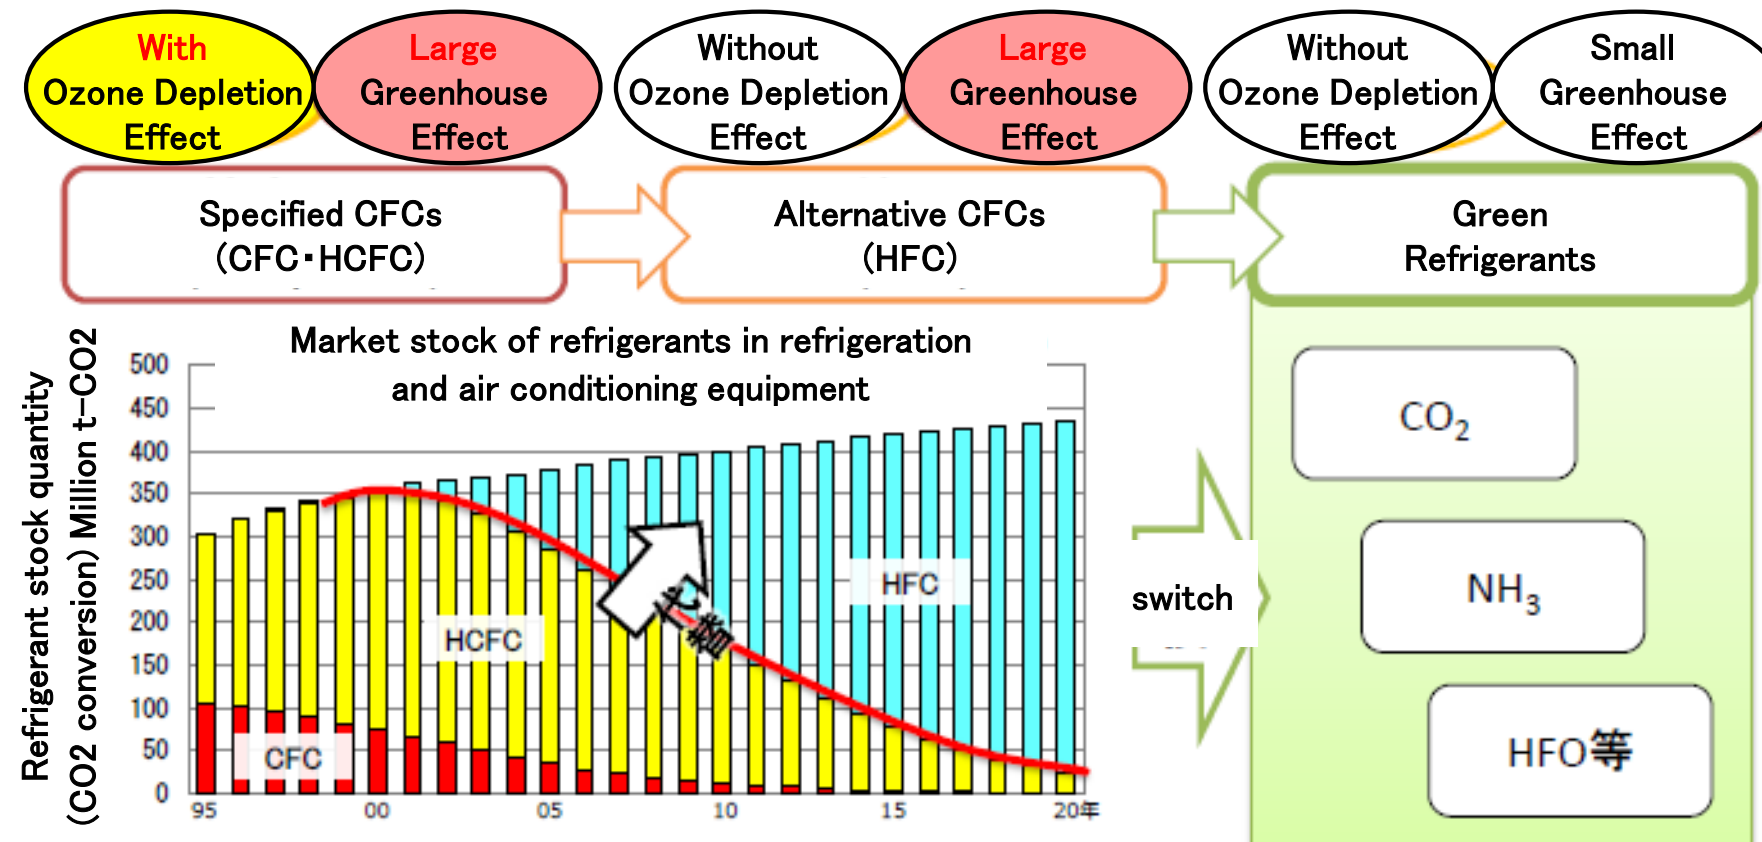 With
Ozone Depletion
Effect
Large
Greenhouse
Effect
Without
Ozone Depletion
Effect
Large
Greenhouse
Effect
Without
Ozone Depletion
Effect
Small
Greenhouse
Effect
Specified CFCs
(CFC・HCFC)
Alternative CFCs
(HFC)
Green
Refrigerants
Market stock of refrigerants in refrigeration
and air conditioning equipment
Refrigerant stock quantity
(CO2 conversion) Million t-CO2
500
450
400
350
300
250
200
150
100
50
0
HFC
HCFC
CFC
代替
95
00
05
10
15
20年
switch
CO₂
NH₃
HFO等